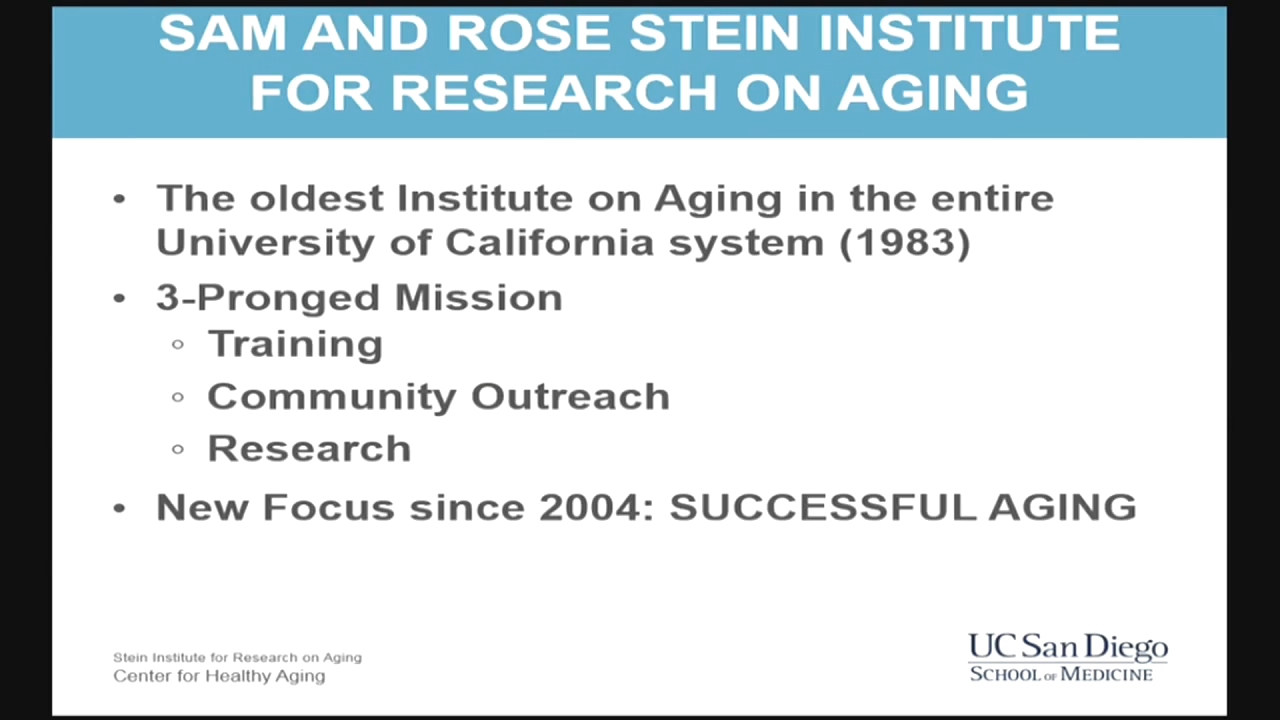 SAM AND ROSE STEIN INSTITUTE
FOR RESEARCH ON AGING
• The oldest Institute on Aging in the entire
University of California system (1983)
• 3-Pronged Mission
◦ Training
◦ Community Outreach
◦ Research
• New Focus since 2004: SUCCESSFUL AGING
Stein Institute for Research on Aging
Center for Healthy Aging
UC San Diego
SCHOOL OF MEDICINE